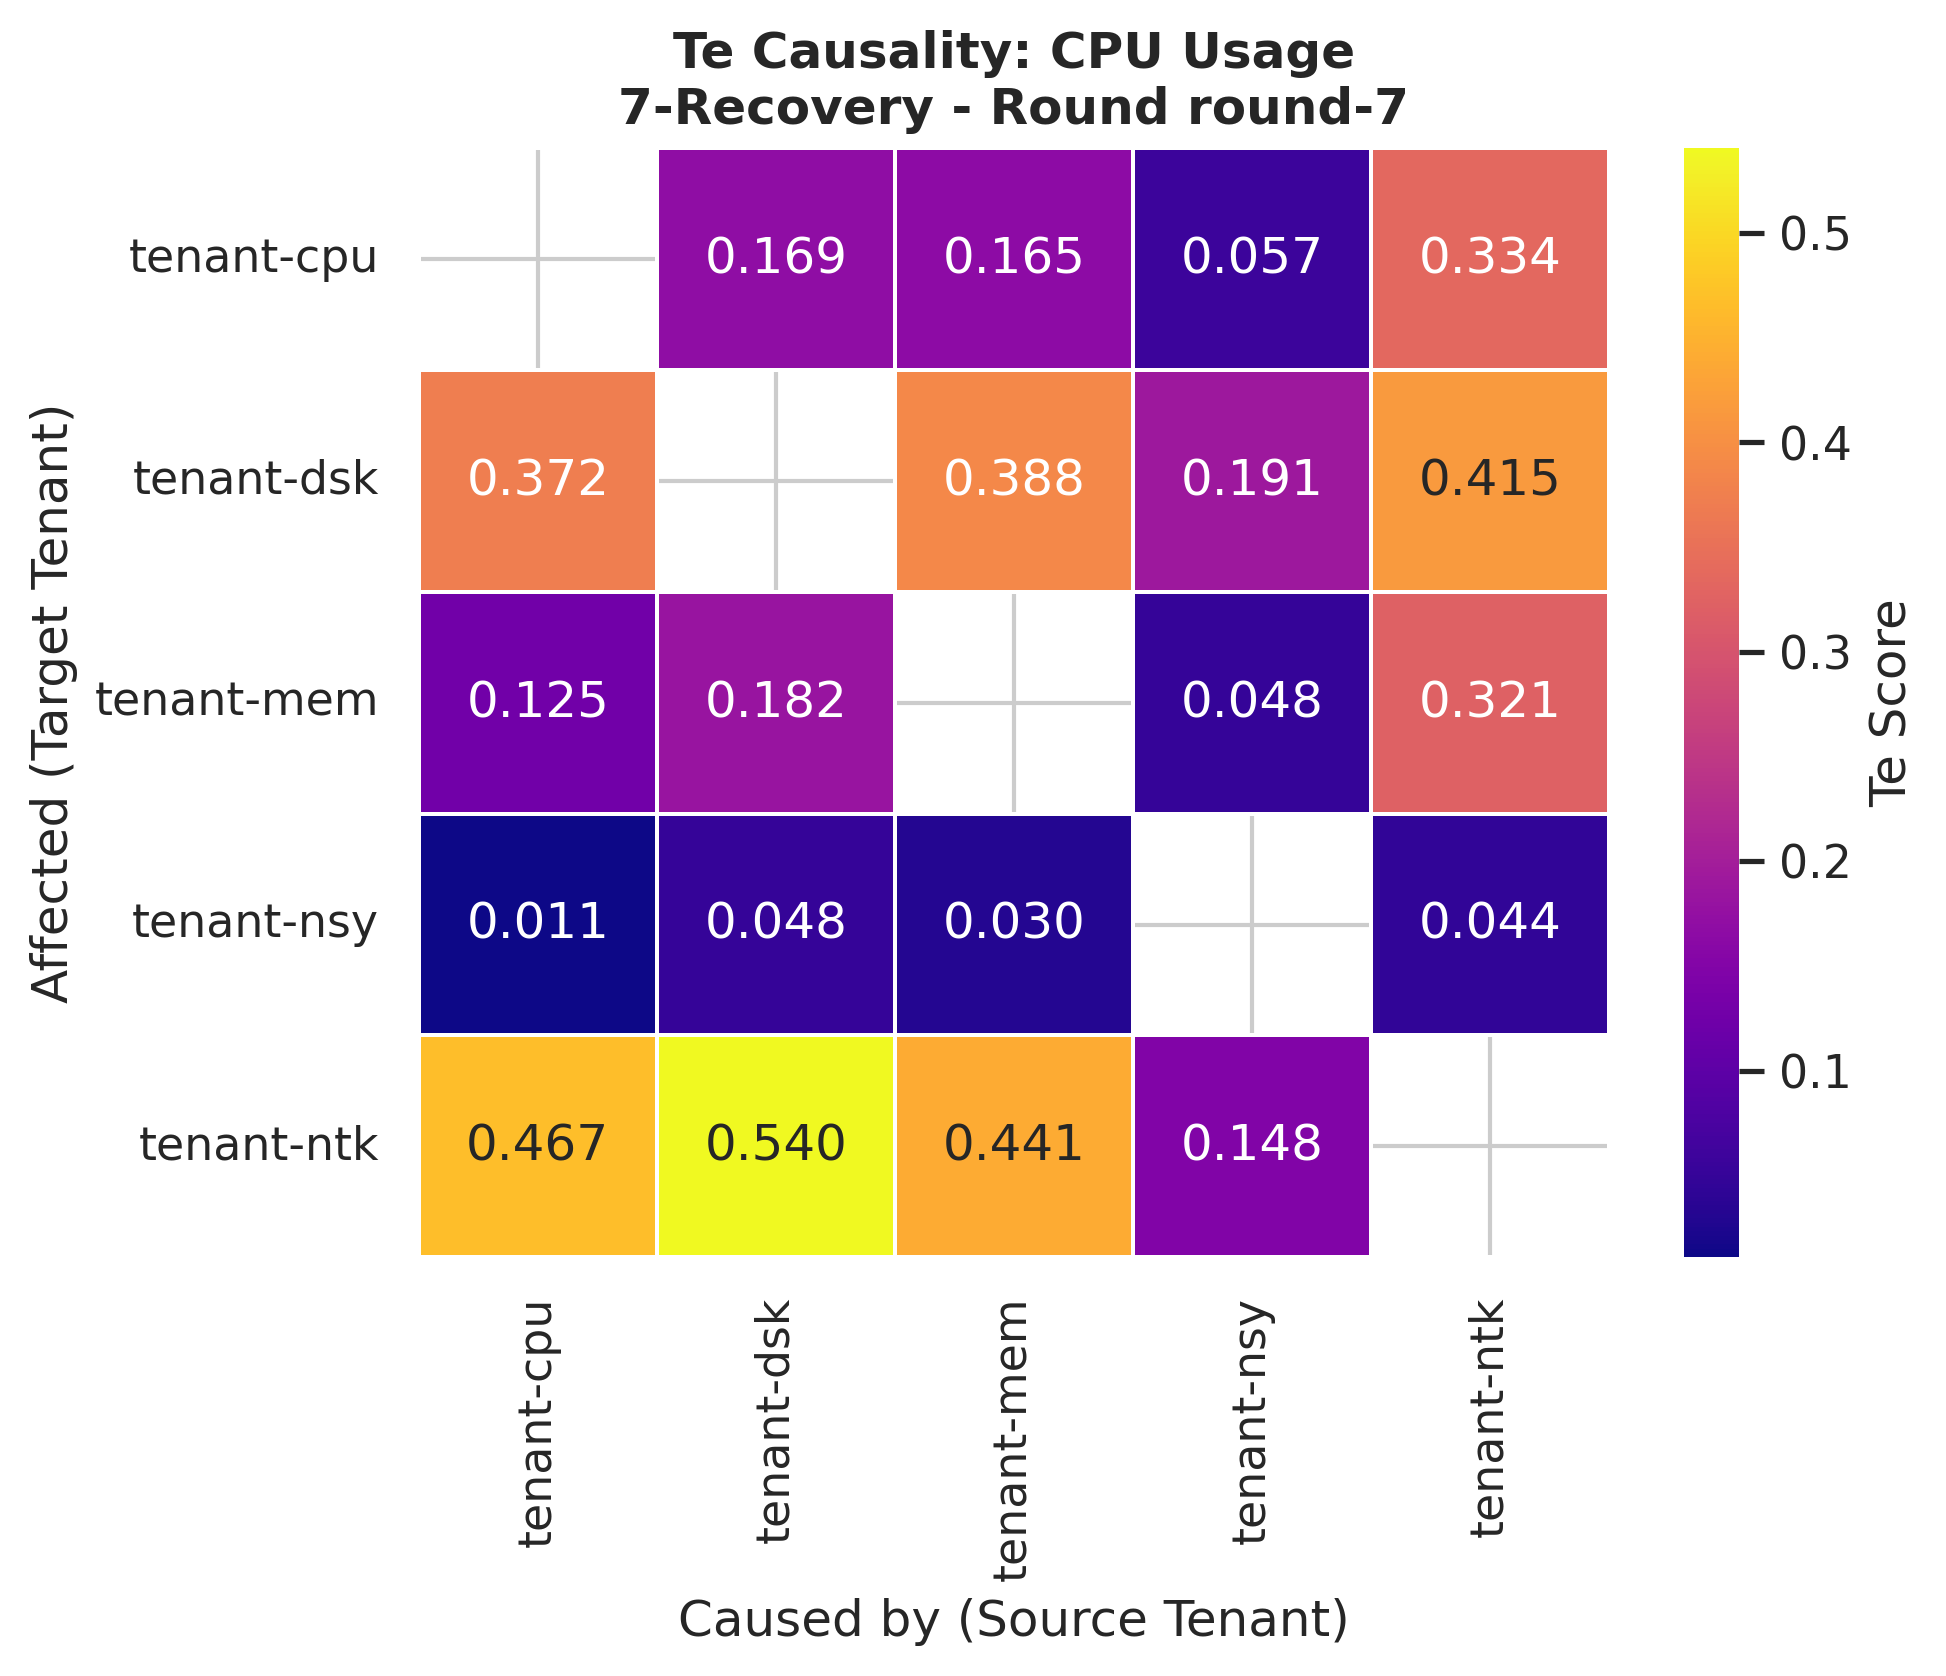 Te Causality: CPU Usage
7-Recovery - Round round-7
tenant-cpu 0.169 0.165 0.057 0.334
tenant-dsk 0.372 0.388 0.191 0.415
tenant-mem 0.125 0.182 0.048 0.321
tenant-nsy 0.011 0.048 0.030 0.044
tenant-ntk 0.467 0.540 0.441 0.148
Affected (Target Tenant)
tenant-cpu
tenant-dsk
tenant-mem
tenant-nsy
tenant-ntk
Caused by (Source Tenant)
0.5
0.4
0.3
0.2
0.1
Te Score